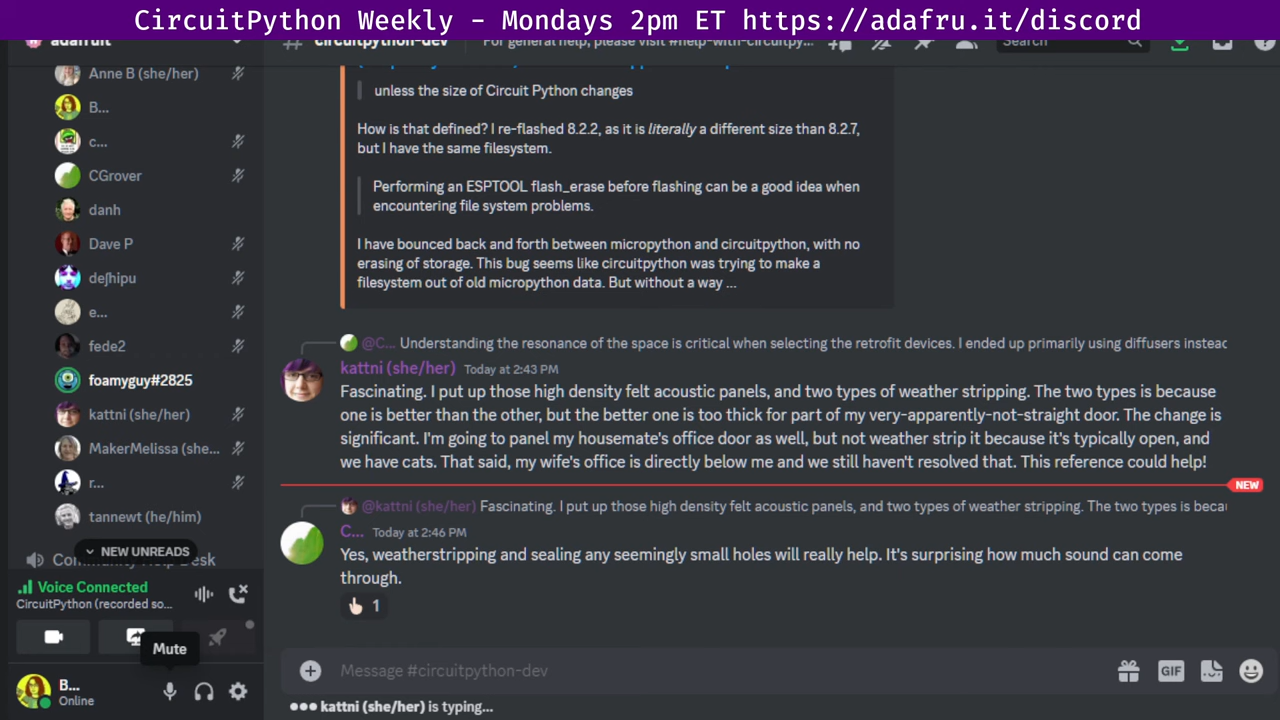 CircuitPython Weekly - Mondays 2pm ET https://adafru.it/discord
adafruit
circuitpython-dev
For general help, please visit #help-with-circuitpy...
Search
Anne B (she/her)
B...
c...
CGrover
danh
Dave P
deʃhipu
e...
fede2
foamyguy#2825
kattni (she/her)
MakerMelissa (she...
r...
tannewt (he/him)
NEW UNREADS
Community Help Desk
Voice Connected
CircuitPython (recorded so...
Mute
B...
Online
unless the size of Circuit Python changes
How is that defined? I re-flashed 8.2.2, as it is literally a different size than 8.2.7,
but I have the same filesystem.
Performing an ESPTOOL flash_erase before flashing can be a good idea when
encountering file system problems.
I have bounced back and forth between micropython and circuitpython, with no
erasing of storage. This bug seems like circuitpython was trying to make a
filesystem out of old micropython data. But without a way ...
@C... Understanding the resonance of the space is critical when selecting the retrofit devices. I ended up primarily using diffusers instead
kattni (she/her) Today at 2:43 PM
Fascinating. I put up those high density felt acoustic panels, and two types of weather stripping. The two types is because
one is better than the other, but the better one is too thick for part of my very-apparently-not-straight door. The change is
significant. I'm going to panel my housemate's office door as well, but not weather strip it because it's typically open, and
we have cats. That said, my wife's office is directly below me and we still haven't resolved that. This reference could help!
NEW
@kattni (she/her) Fascinating. I put up those high density felt acoustic panels, and two types of weather stripping. The two types is becau
C... Today at 2:46 PM
Yes, weatherstripping and sealing any seemingly small holes will really help. It's surprising how much sound can come
through.
1
Message #circuitpython-dev
GIF
kattni (she/her) is typing...